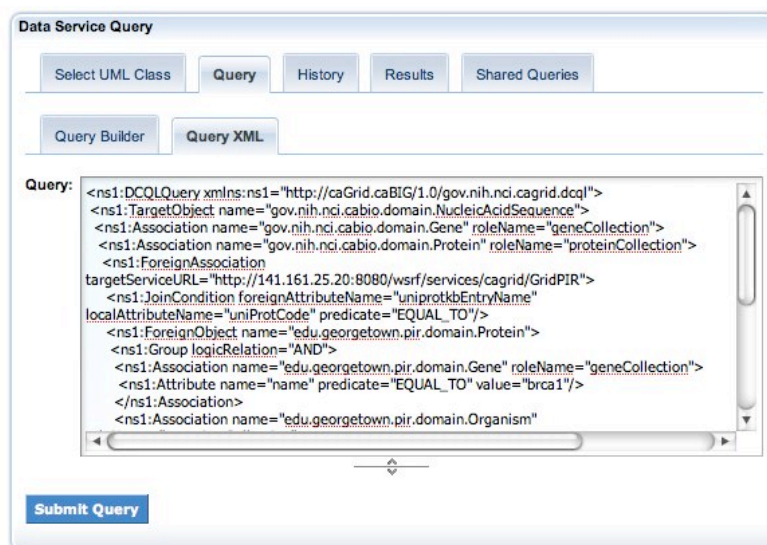 Data Service Query
Select UML Class Query History Results Shared Queries
Query Builder Query XML
Query:
<ns1:DCQLQuery xmlns:ns1="http://caGrid.caBIG/1.0/gov.nih.nci.cagrid.dcql">
<ns1:TargetObject name="gov.nih.nci.cabio.domain.NucleicAcidSequence">
<ns1:Association name="gov.nih.nci.cabio.domain.Gene" roleName="geneCollection">
<ns1:Association name="gov.nih.nci.cabio.domain.Protein" roleName="proteinCollection">
<ns1:ForeignAssociation
targetServiceURL="http://141.161.25.20:8080/wsrf/services/cagrid/GridPIR">
<ns1:JoinCondition foreignAttributeName="uniprotkbEntryName"
localAttributeName="uniProtCode" predicate="EQUAL_TO"/>
<ns1:ForeignObject name="edu.georgetown.pir.domain.Protein">
<ns1:Group logicRelation="AND">
<ns1:Association name="edu.georgetown.pir.domain.Gene" roleName="geneCollection">
<ns1:Attribute name="name" predicate="EQUAL_TO" value="brca1"/>
</ns1:Association>
<ns1:Association name="edu.georgetown.pir.domain.Organism"
Submit Query